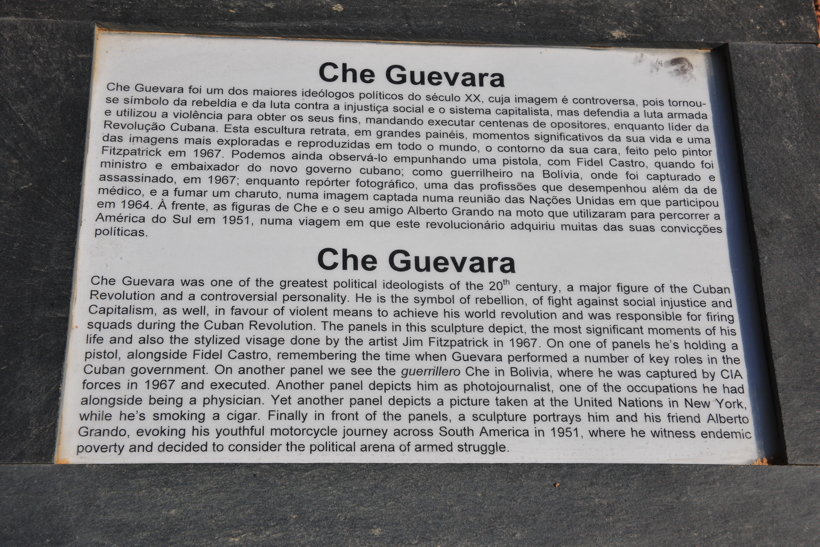 Che Guevara
Che Guevara foi um dos maiores ideólogos políticos do século XX, cuja imagem é controversa, pois tornou-
se símbolo da rebeldia e da luta contra a injustiça social e o sistema capitalista, mas defendia a luta armada
e utilizou a violência para obter os seus fins, mandando executar centenas de opositores, enquanto líder da
Revolução Cubana. Esta escultura retrata, em grandes painéis, momentos significativos da sua vida e uma
das imagens mais exploradas e reproduzidas em todo o mundo, o contorno da sua cara, feito pelo pintor
Fitzpatrick em 1967. Podemos ainda observá-lo empunhando uma pistola, com Fidel Castro, quando foi
ministro e embaixador do novo governo cubano; como guerrilheiro na Bolívia, onde foi capturado e
assassinado, em 1967; enquanto repórter fotográfico, uma das profissões que desempenhou além da de
médico, e a fumar um charuto, numa imagem captada numa reunião das Nações Unidas em que participou
em 1964. À frente, as figuras de Che e o seu amigo Alberto Grando na moto que utilizaram para percorrer a
América do Sul em 1951, numa viagem em que este revolucionário adquiriu muitas das suas convicções
políticas.
Che Guevara
Che Guevara was one of the greatest political ideologists of the 20th century, a major figure of the Cuban
Revolution and a controversial personality. He is the symbol of rebellion, of fight against social injustice and
Capitalism, as well, in favour of violent means to achieve his world revolution and was responsible for firing
squads during the Cuban Revolution. The panels in this sculpture depict, the most significant moments of his
life and also the stylized visage done by the artist Jim Fitzpatrick in 1967. On one of panels he's holding a
pistol, alongside Fidel Castro, remembering the time when Guevara performed a number of key roles in the
Cuban government. On another panel we see the guerrillero Che in Bolivia, where he was captured by CIA
forces in 1967 and executed. Another panel depicts him as photojournalist, one of the occupations he had
alongside being a physician. Yet another panel depicts a picture taken at the United Nations in New York,
while he's smoking a cigar. Finally in front of the panels, a sculpture portrays him and his friend Alberto
Grando, evoking his youthful motorcycle journey across South America in 1951, where he witness endemic
poverty and decided to consider the political arena of armed struggle.